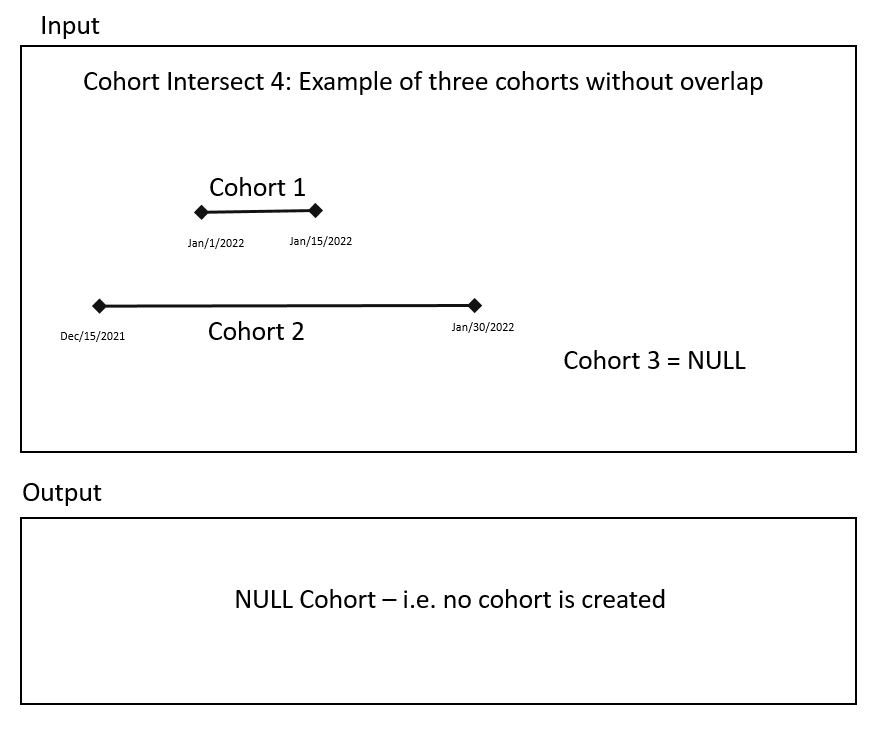 Input
Cohort Intersect 4: Example of three cohorts without overlap
Cohort 1
Jan/1/2022
Jan/15/2022
Dec/15/2021
Cohort 2
Jan/30/2022
Cohort 3 = NULL
Output
NULL Cohort – i.e. no cohort is created